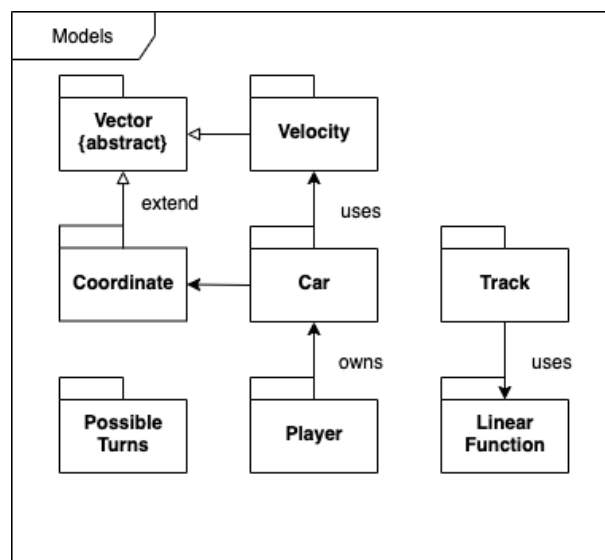 Models
Vector
{abstract}
Velocity
extend
uses
Coordinate
Car
Track
owns
uses
Possible
Turns
Player
Linear
Function